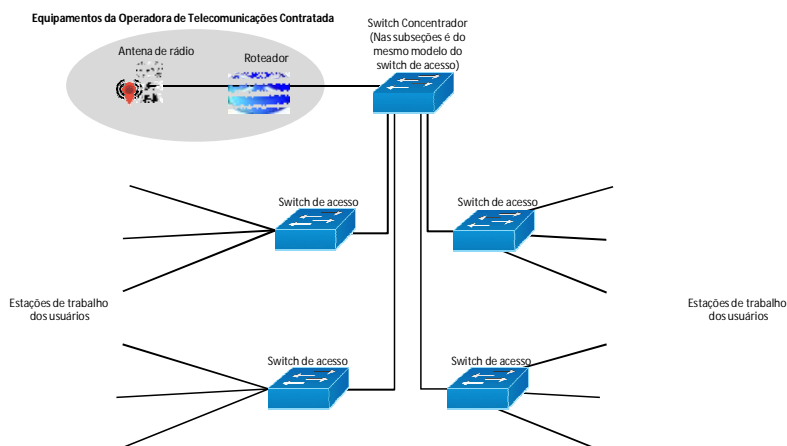 Equipamentos da Operadora de Telecomunicações Contratada
Switch Concentrador
(Nas subseções é do
mesmo modelo do
switch de acesso)
Antena de rádio
Roteador
Switch de acesso
Switch de acesso
Estações de trabalho
dos usuários
Estações de trabalho
dos usuários
Switch de acesso
Switch de acesso